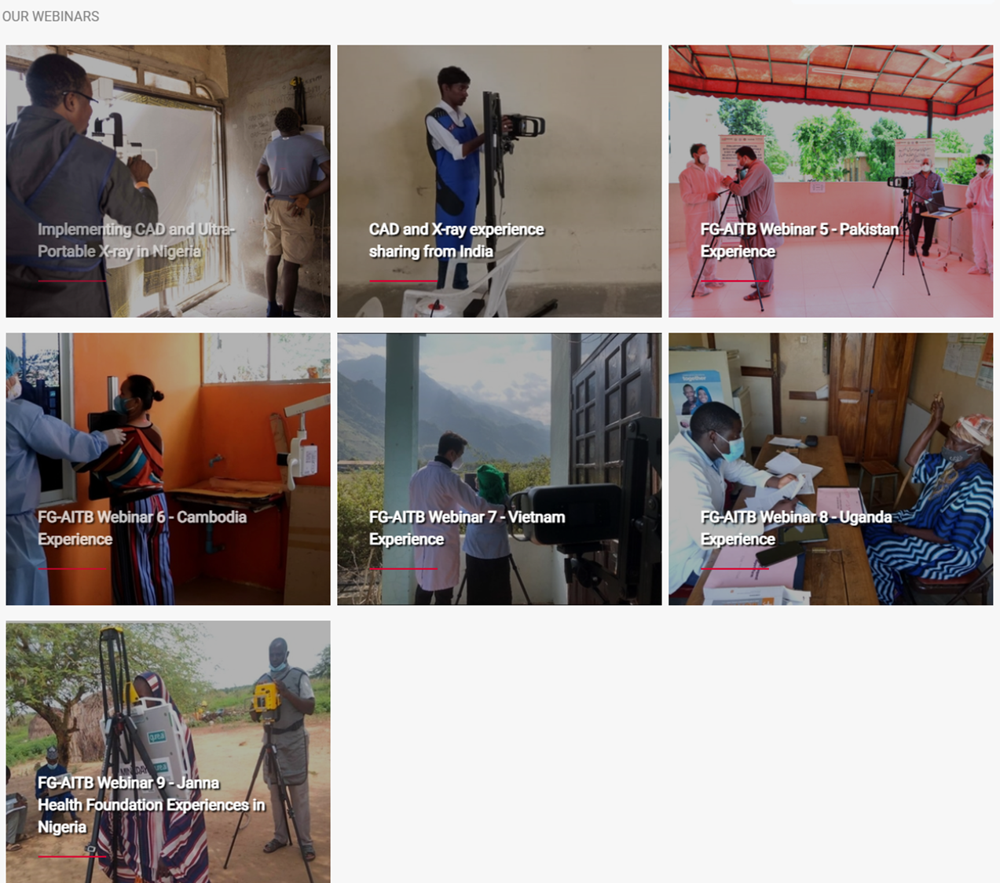 OUR WEBINARS
Implementing CAD and Ultra-
Portable X-ray in Nigeria
CAD and X-ray experience
sharing from India
FG-AITB Webinar 5 - Pakistan
Experience
together
FG-AITB Webinar 6 - Cambodia
Experience
FG-AITB Webinar 7 - Vietnam
Experience
FG-AITB Webinar 8 - Uganda
Experience
FG-AITB Webinar 9 - Janna
Health Foundation Experiences in
Nigeria